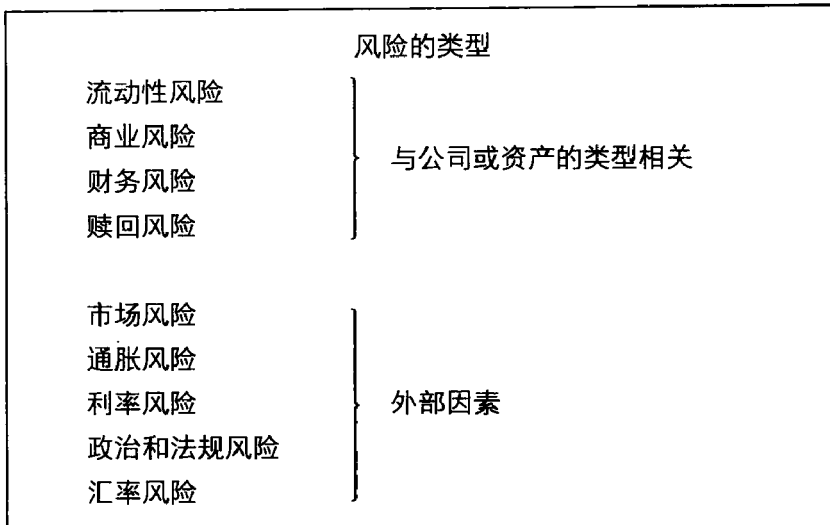 风险的类型
流动性风险
商业风险
财务风险
赎回风险
与公司或资产的类型相关
市场风险
通胀风险
利率风险
政治和法规风险
汇率风险
外部因素